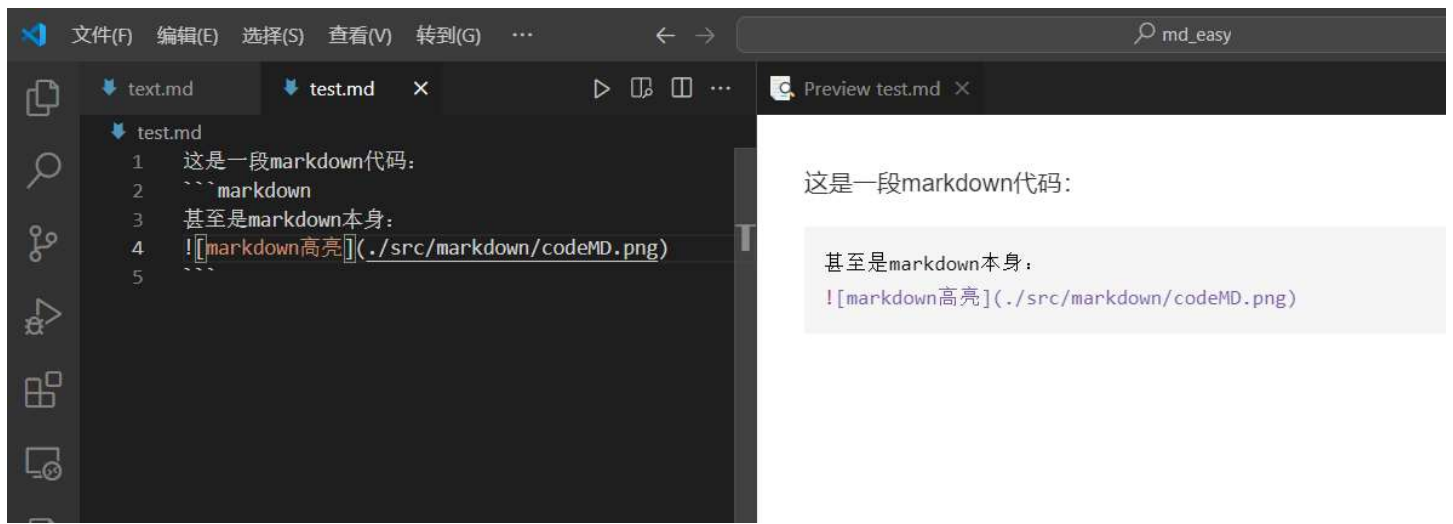 文件(F) 编辑(E) 选择(S) 查看(V) 转到(G) ··· ← → md_easy
text.md test.md × ··· Preview test.md ×
test.md
1 这是一段markdown代码：
2 ```markdown
3 甚至是markdown本身：
4 ![markdown高亮](./src/markdown/codeMD.png)
5 ```
这是一段markdown代码：
甚至是markdown本身：
![markdown高亮](./src/markdown/codeMD.png)